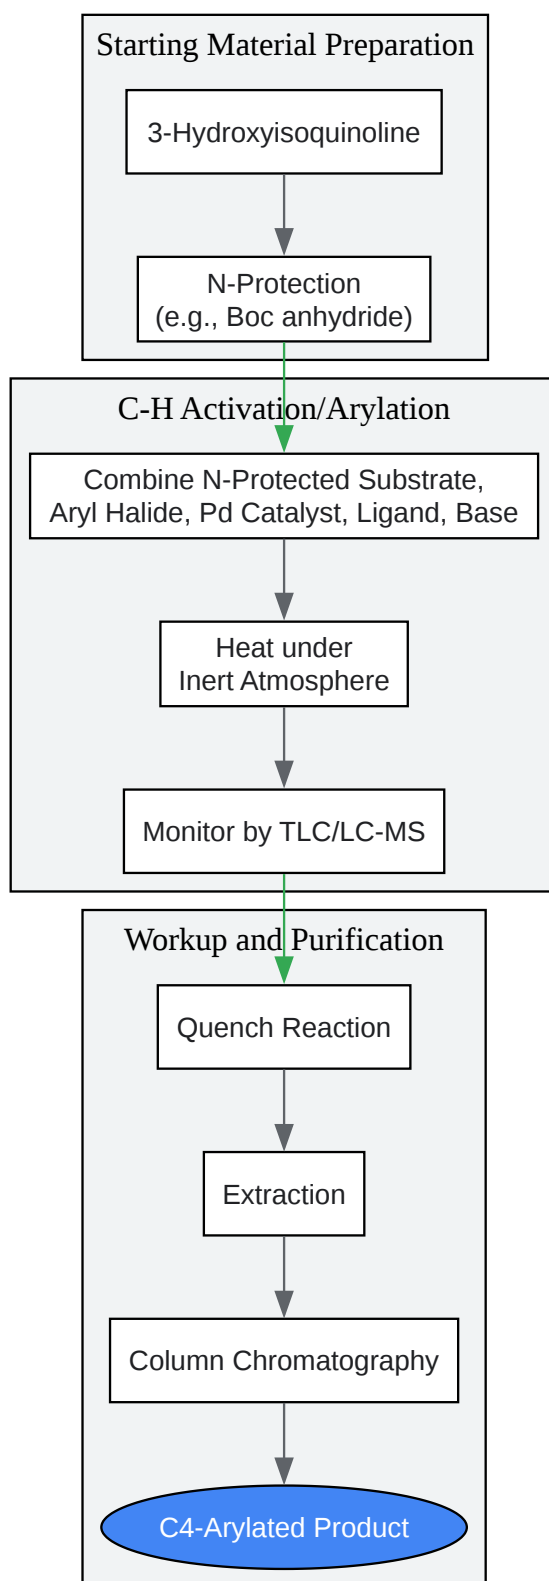 Starting Material Preparation
3-Hydroxyisoquinoline
N-Protection
(e.g., Boc anhydride)
C-H Activation/Arylation
Combine N-Protected Substrate,
Aryl Halide, Pd Catalyst, Ligand, Base
Heat under
Inert Atmosphere
Monitor by TLC/LC-MS
Workup and Purification
Quench Reaction
Extraction
Column Chromatography
C4-Arylated Product